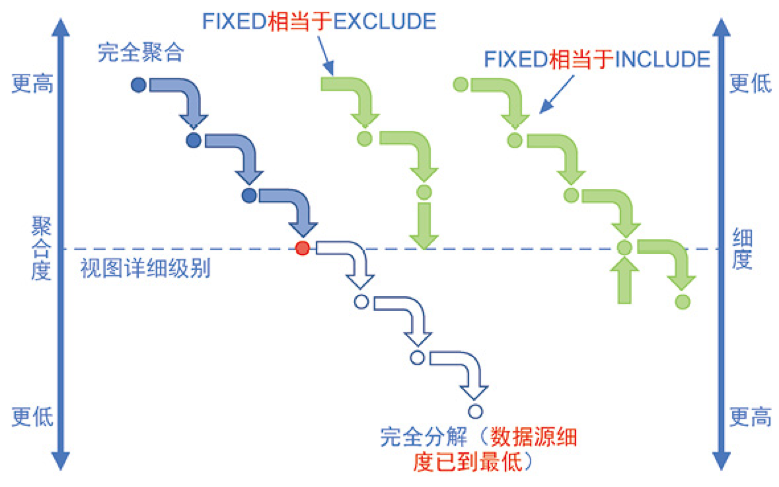 FIXED相当于EXCLUDE
完全聚合
FIXED相当于INCLUDE
更高
更低
聚合度
细度
视图详细级别
更低
更高
完全分解（数据源细
度已到最低）